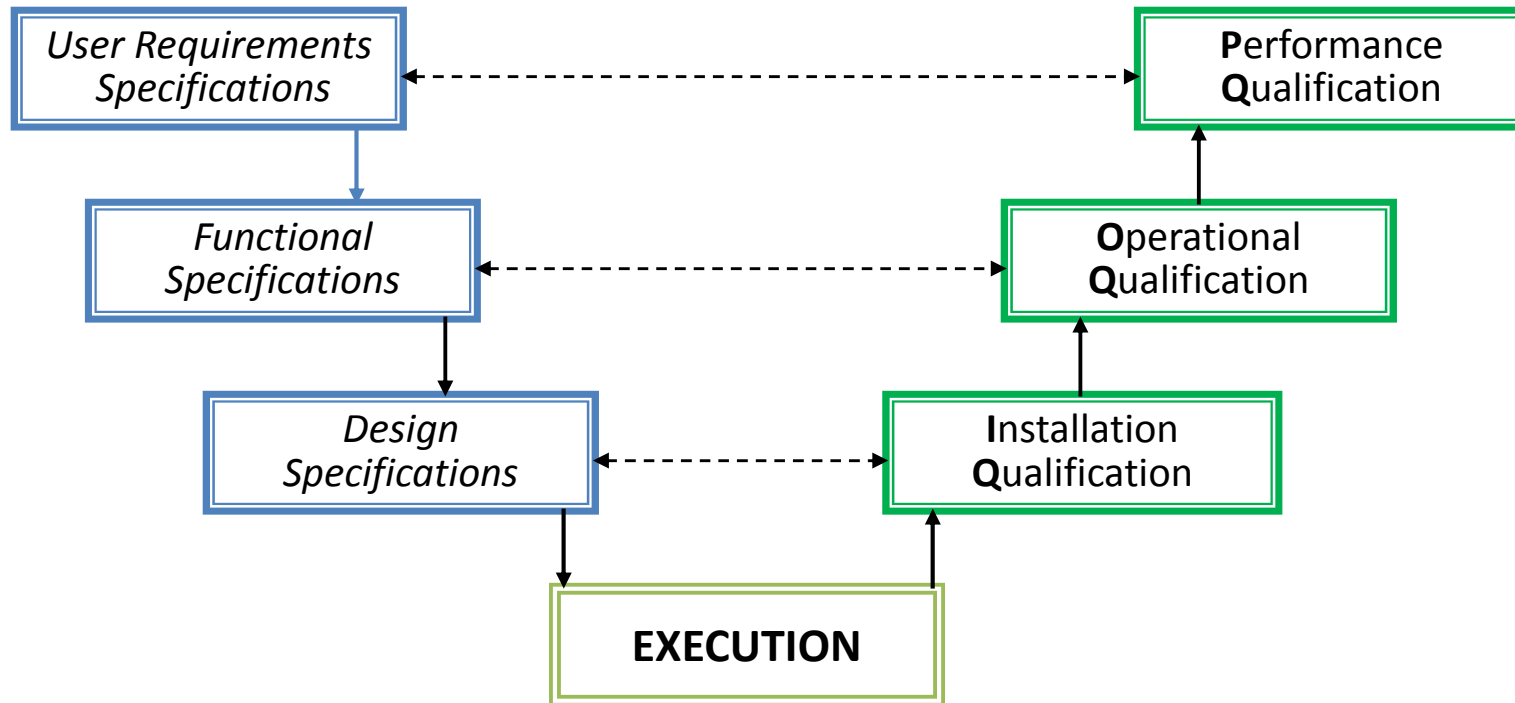 User Requirements
Specifications
Performance
Qualification
Functional
Specifications
Operational
Qualification
Design
Specifications
Installation
Qualification
EXECUTION